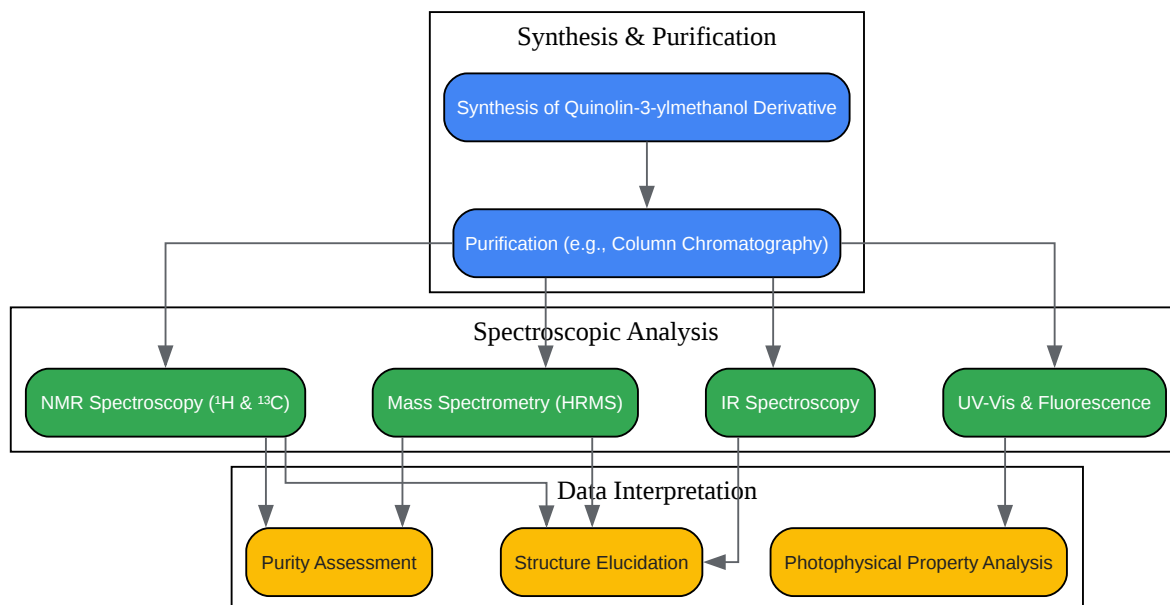 Synthesis & Purification
Synthesis of Quinolin-3-ylmethanol Derivative
Purification (e.g., Column Chromatography)
Spectroscopic Analysis
NMR Spectroscopy (¹H & ¹³C)
Mass Spectrometry (HRMS)
IR Spectroscopy
UV-Vis & Fluorescence
Data Interpretation
Purity Assessment
Structure Elucidation
Photophysical Property Analysis